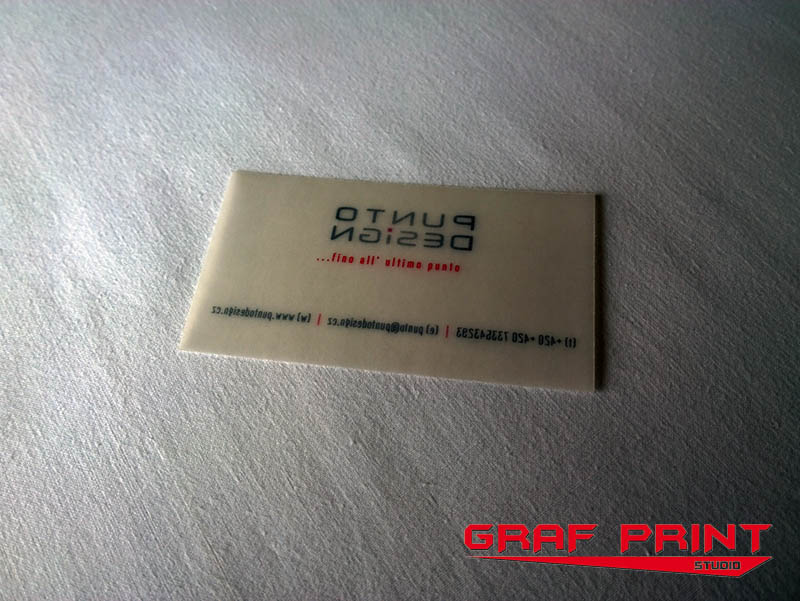 PUNTO
DESiGN
...fino all' ultimo punto
(t) +420 +420 733543293 | (e) punto@puntodesign.cz | (w) www.puntodesign.cz
GRAF PRINT
STUDIO